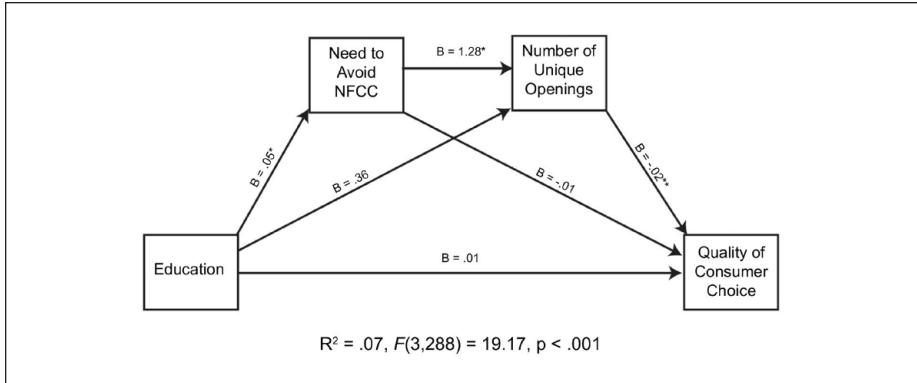 Need to
Avoid
NFCC
B = 1.28*
Number of
Unique
Openings
B = .05*
B = .36
B = -.01
B = -.02**
Education
B = .01
Quality of
Consumer
Choice
R² = .07, F(3,288) = 19.17, p < .001